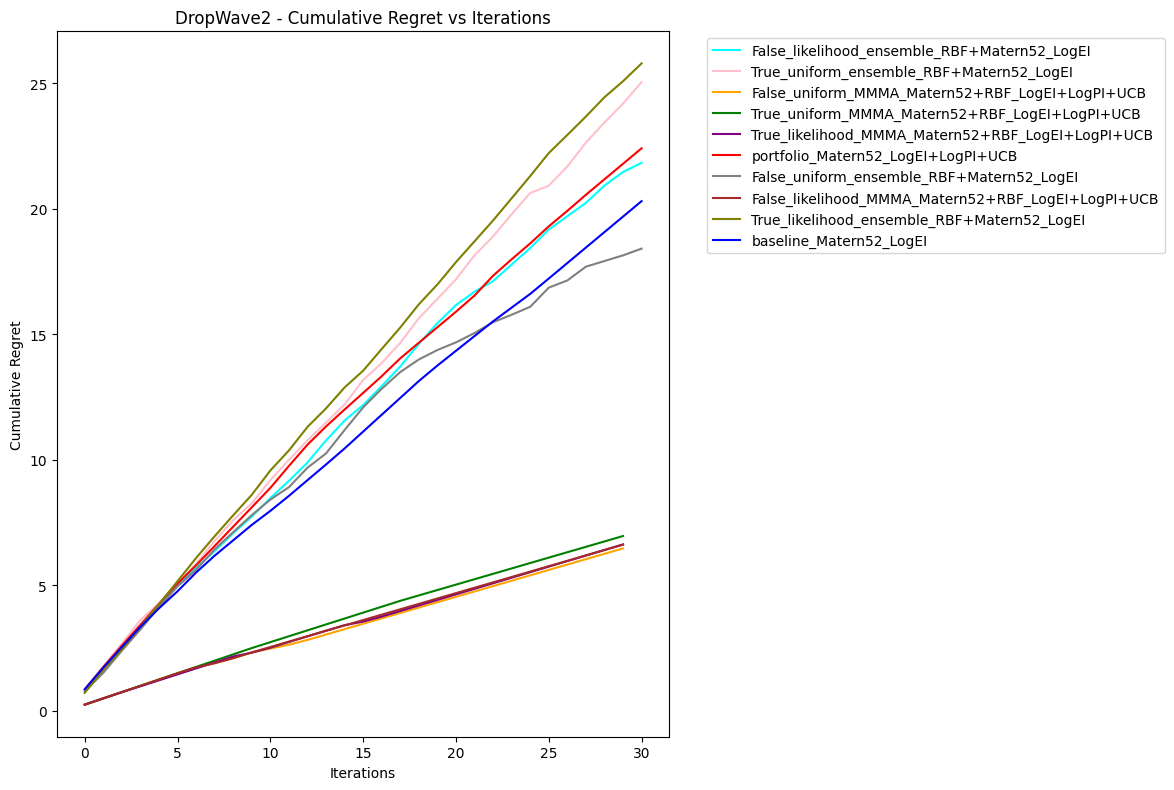 DropWave2 - Cumulative Regret vs Iterations
False_likelihood_ensemble_RBF+Matern52_LogEI
True_uniform_ensemble_RBF+Matern52_LogEI
False_uniform_MMMA_Matern52+RBF_LogEI+LogPI+UCB
True_uniform_MMMA_Matern52+RBF_LogEI+LogPI+UCB
True_likelihood_MMMA_Matern52+RBF_LogEI+LogPI+UCB
portfolio_Matern52_LogEI+LogPI+UCB
False_uniform_ensemble_RBF+Matern52_LogEI
False_likelihood_MMMA_Matern52+RBF_LogEI+LogPI+UCB
True_likelihood_ensemble_RBF+Matern52_LogEI
baseline_Matern52_LogEI
Cumulative Regret
25
20
15
10
5
0
0 5 10 15 20 25 30
Iterations